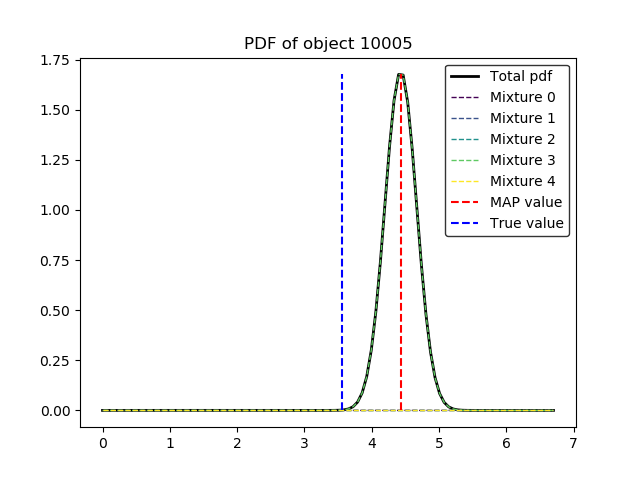 PDF of object 10005
1.75
1.50
1.25
1.00
0.75
0.50
0.25
0.00
0
1
2
3
4
5
6
7
Total pdf
Mixture 0
Mixture 1
Mixture 2
Mixture 3
Mixture 4
MAP value
True value